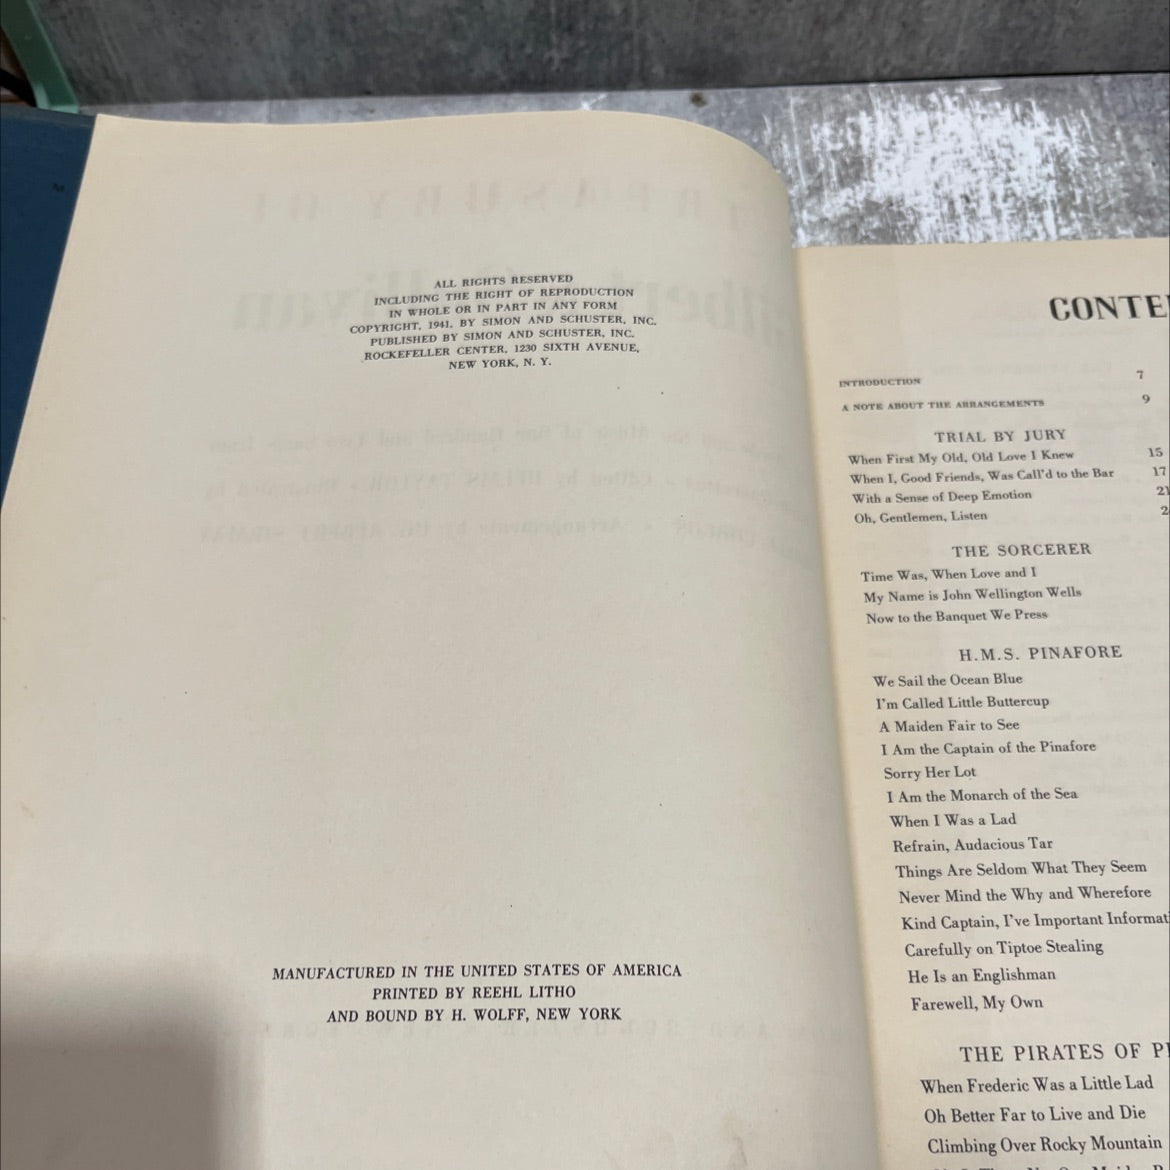 ALL RIGHTS RESERVED
INCLUDING THE RIGHT OF REPRODUCTION
IN WHOLE OR IN PART IN ANY FORM
COPYRIGHT, 1941, BY SIMON AND SCHUSTER, INC.
PUBLISHED BY SIMON AND SCHUSTER, INC.
ROCKEFELLER CENTER, 1230 SIXTH AVENUE,
NEW YORK, N. Y.
MANUFACTURED IN THE UNITED STATES OF AMERICA
PRINTED BY REEHL LITHO
AND BOUND BY H. WOLFF, NEW YORK
CONTE
INTRODUCTION 7
A NOTE ABOUT THE ARRANGEMENTS 9
TRIAL BY JURY
When First My Old, Old Love I Knew 15
When I, Good Friends, Was Call'd to the Bar 17
With a Sense of Deep Emotion 21
Oh, Gentlemen, Listen 2
THE SORCERER
Time Was, When Love and I
My Name is John Wellington Wells
Now to the Banquet We Press
H.M.S. PINAFORE
We Sail the Ocean Blue
I'm Called Little Buttercup
A Maiden Fair to See
I Am the Captain of the Pinafore
Sorry Her Lot
I Am the Monarch of the Sea
When I Was a Lad
Refrain, Audacious Tar
Things Are Seldom What They Seem
Never Mind the Why and Wherefore
Kind Captain, I've Important Informati
Carefully on Tiptoe Stealing
He Is an Englishman
Farewell, My Own
THE PIRATES OF PE
When Frederic Was a Little Lad
Oh Better Far to Live and Die
Climbing Over Rocky Mountain